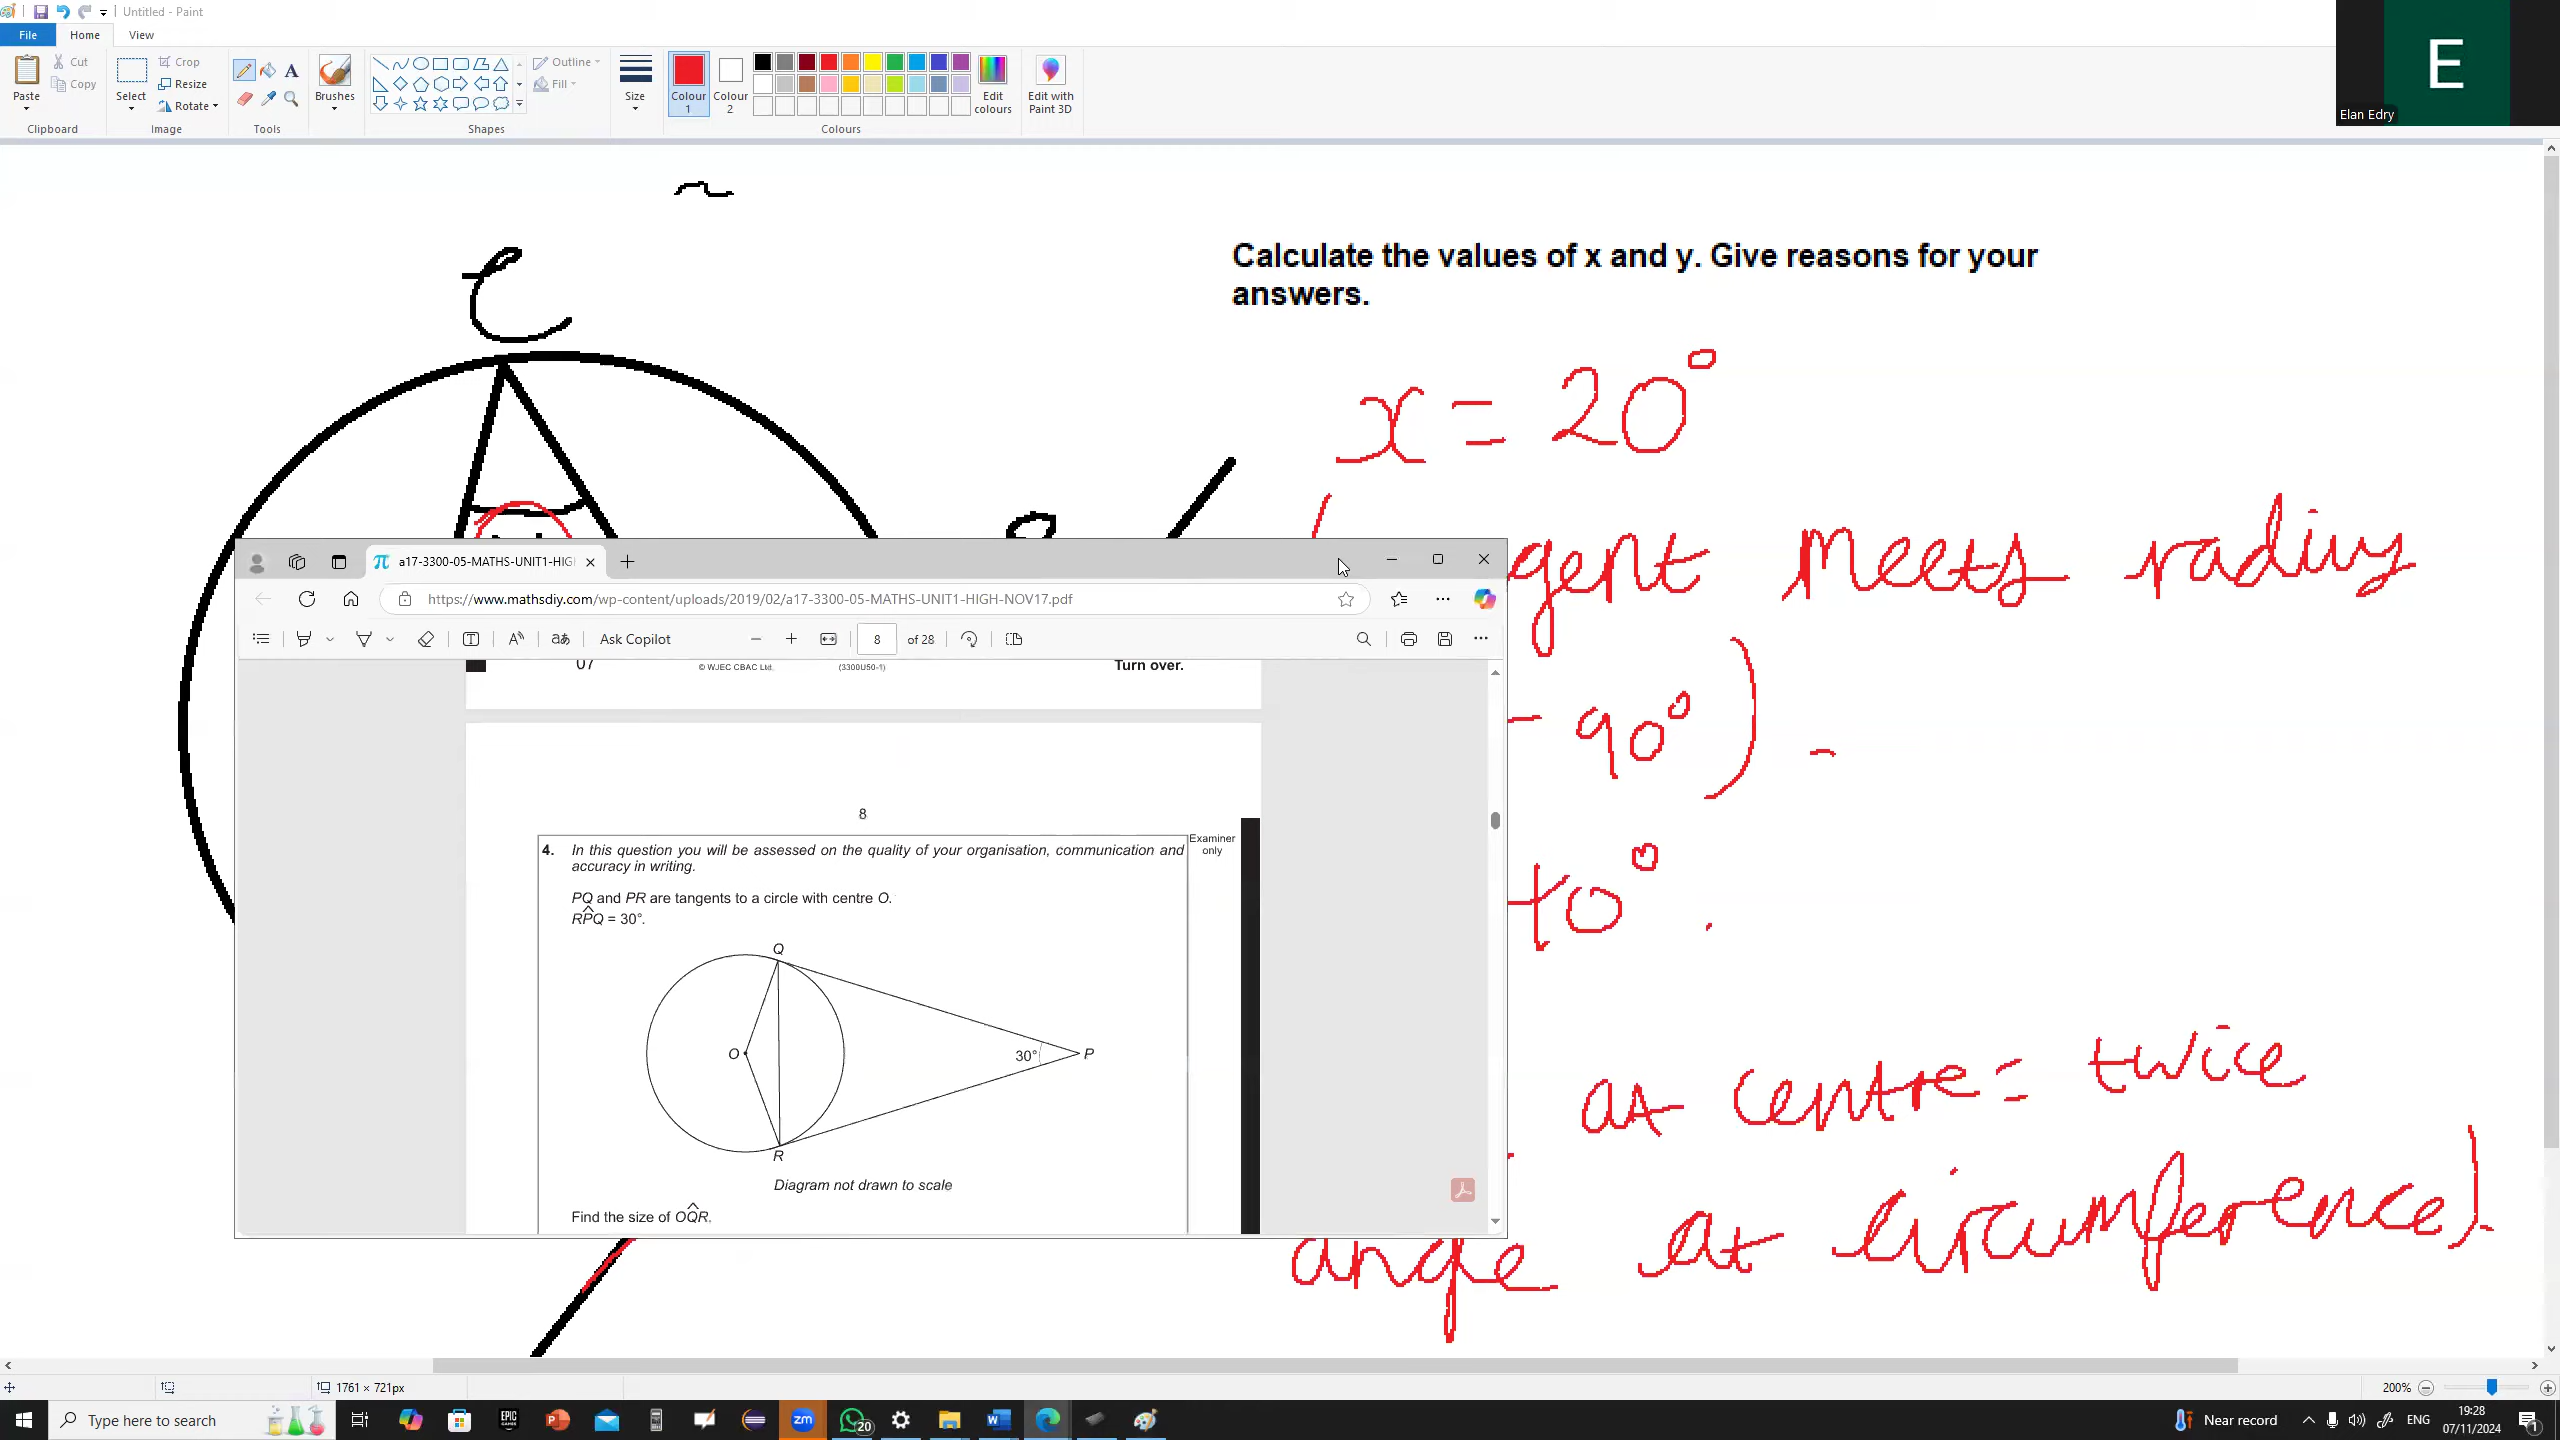 Untitled - Paint
File Home View
Paste Cut Copy Clipboard
Select Crop Resize Rotate Image
A Tools
Brushes
Outline Fill Shapes
Size
Colour 1 Colour 2 Edit colours Colours
Edit with Paint 3D
E
Elan Edry
C
Calculate the values of x and y. Give reasons for your
answers.
x = 20°
gent meets radius
- 90°)
at centre = twice
angle at circumference).
a17-3300-05-MATHS-UNIT1-HIG
https://www.mathsdiy.com/wp-content/uploads/2019/02/a17-3300-05-MATHS-UNIT1-HIGH-NOV17.pdf
Ask Copilot 8 of 28
07 © WJEC CBAC Ltd. (3300U50-1) Turn over.
8
Examiner
only
4. In this question you will be assessed on the quality of your organisation, communication and
accuracy in writing.
PQ and PR are tangents to a circle with centre O.
RP̂Q = 30°.
Q
O 30° P
R
Diagram not drawn to scale
Find the size of OQ̂R.
1761 × 721px 200%
Type here to search
zm 20
Near record ENG 19:28
07/11/2024 1